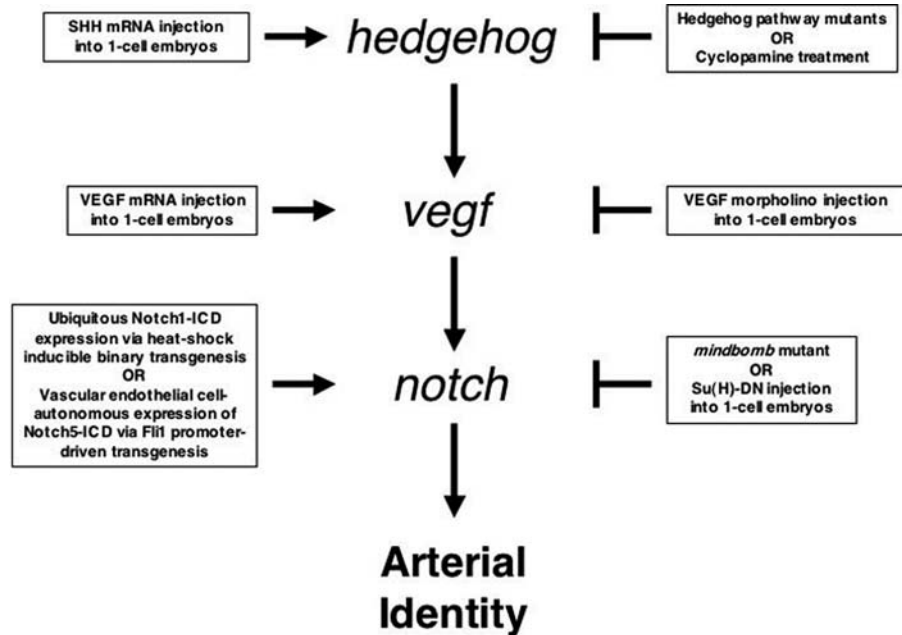 SHH mRNA injection
into 1-cell embryos
hedgehog
Hedgehog pathway mutants
OR
Cyclopamine treatment
VEGF mRNA injection
into 1-cell embryos
vegf
VEGF morpholino injection
into 1-cell embryos
Ubiquitous Notch1-ICD
expression via heat-shock
inducible binary transgenesis
OR
Vascular endothelial cell-
autonomous expression of
Notch5-ICD via Fli1 promoter-
driven transgenesis
notch
mindbomb mutant
OR
Su(H)-DN injection
into 1-cell embryos
Arterial
Identity